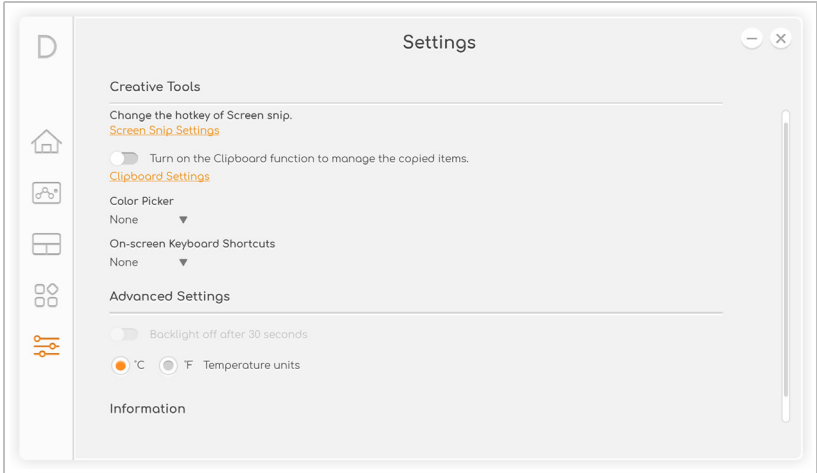 D
Settings
Creative Tools
Change the hotkey of Screen snip.
Screen Snip Settings
Turn on the Clipboard function to manage the copied items.
Clipboard Settings
Color Picker
None
On-screen Keyboard Shortcuts
None
Advanced Settings
Backlight off after 30 seconds
°C °F Temperature units
Information